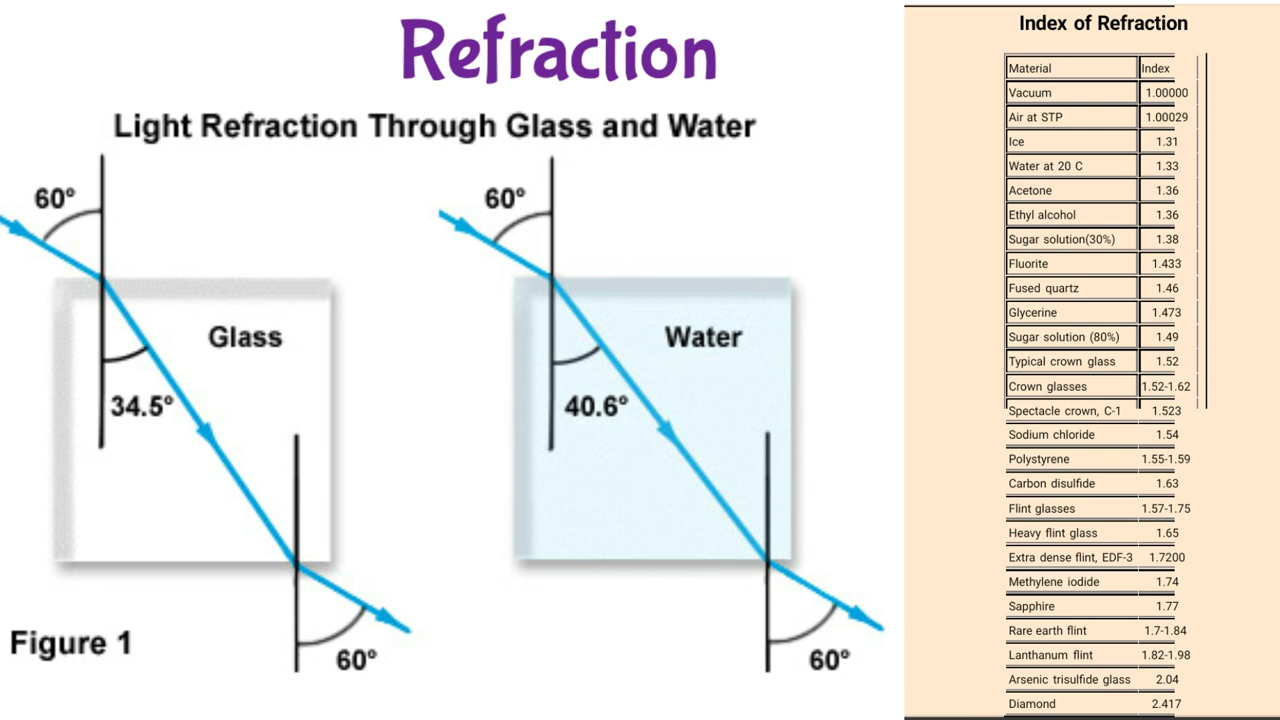 Refraction
Light Refraction Through Glass and Water
60°
Glass
34.5°
60°
Figure 1
60°
Water
40.6°
60°
Index of Refraction
Material Index
Vacuum 1.00000
Air at STP 1.00029
Ice 1.31
Water at 20 C 1.33
Acetone 1.36
Ethyl alcohol 1.36
Sugar solution(30%) 1.38
Fluorite 1.433
Fused quartz 1.46
Glycerine 1.473
Sugar solution (80%) 1.49
Typical crown glass 1.52
Crown glasses 1.52-1.62
Spectacle crown, C-1 1.523
Sodium chloride 1.54
Polystyrene 1.55-1.59
Carbon disulfide 1.63
Flint glasses 1.57-1.75
Heavy flint glass 1.65
Extra dense flint, EDF-3 1.7200
Methylene iodide 1.74
Sapphire 1.77
Rare earth flint 1.7-1.84
Lanthanum flint 1.82-1.98
Arsenic trisulfide glass 2.04
Diamond 2.417